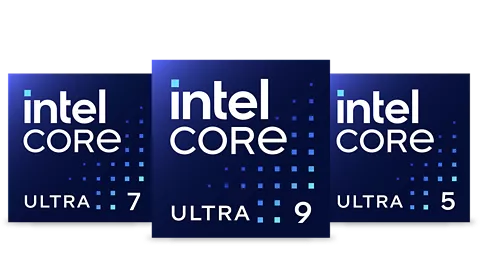 intel
CORE
ULTRA 7
intel
CORE
ULTRA 9
intel
CORE
ULTRA 5